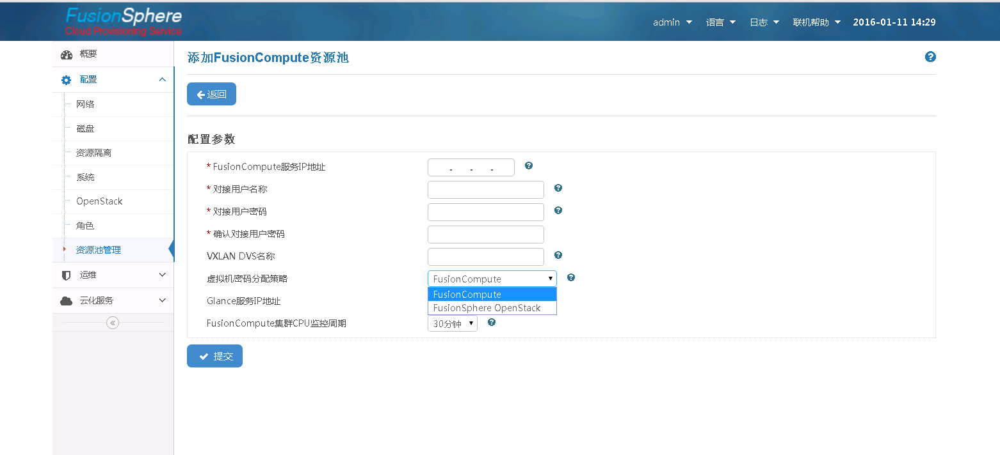 FusionSphere
Cloud Provisioning Service
admin 语言 日志 联机帮助 2016-01-11 14:29
概要
配置
网络
磁盘
资源隔离
系统
OpenStack
角色
资源池管理
运维
云化服务
添加FusionCompute资源池
返回
配置参数
* FusionCompute服务IP地址 . . .
* 对接用户名称
* 对接用户密码
* 确认对接用户密码
VXLAN DVS名称
虚拟机密码分配策略 FusionCompute
FusionCompute
FusionSphere OpenStack
Glance服务IP地址
FusionCompute集群CPU监控周期 30分钟
提交